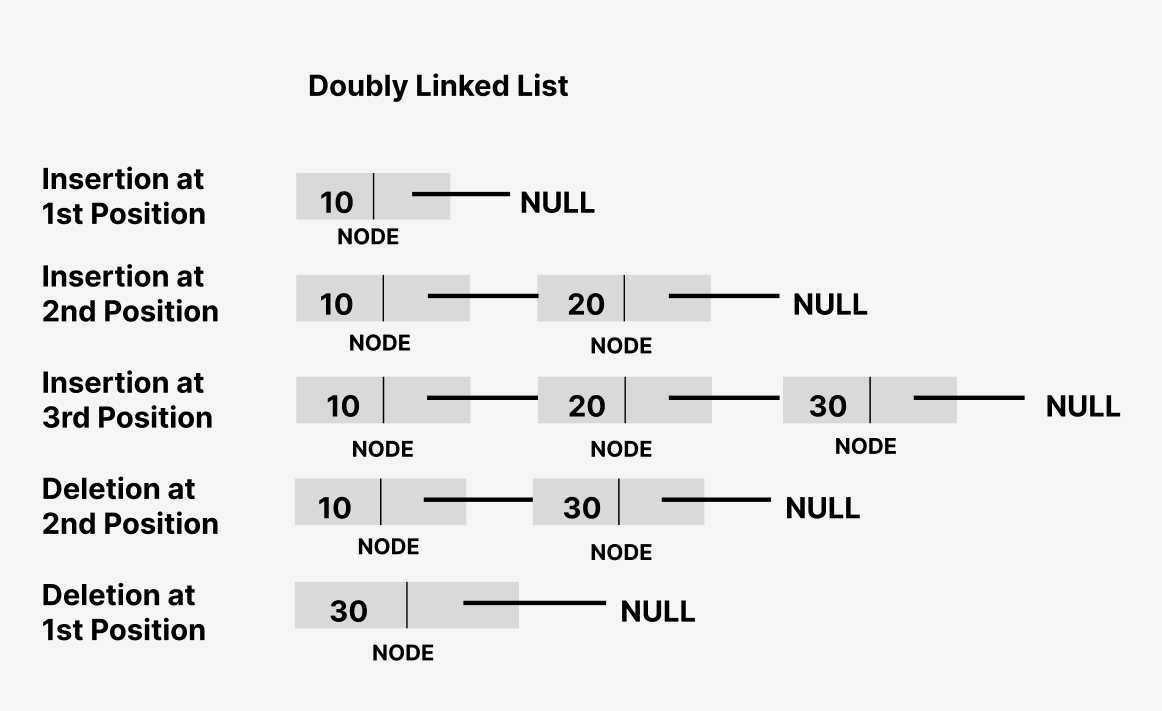 Doubly Linked List
Insertion at
1st Position
10
NULL
NODE
Insertion at
2nd Position
10
20
NULL
NODE
NODE
Insertion at
3rd Position
10
20
30
NULL
NODE
NODE
NODE
Deletion at
2nd Position
10
30
NULL
NODE
NODE
Deletion at
1st Position
30
NULL
NODE